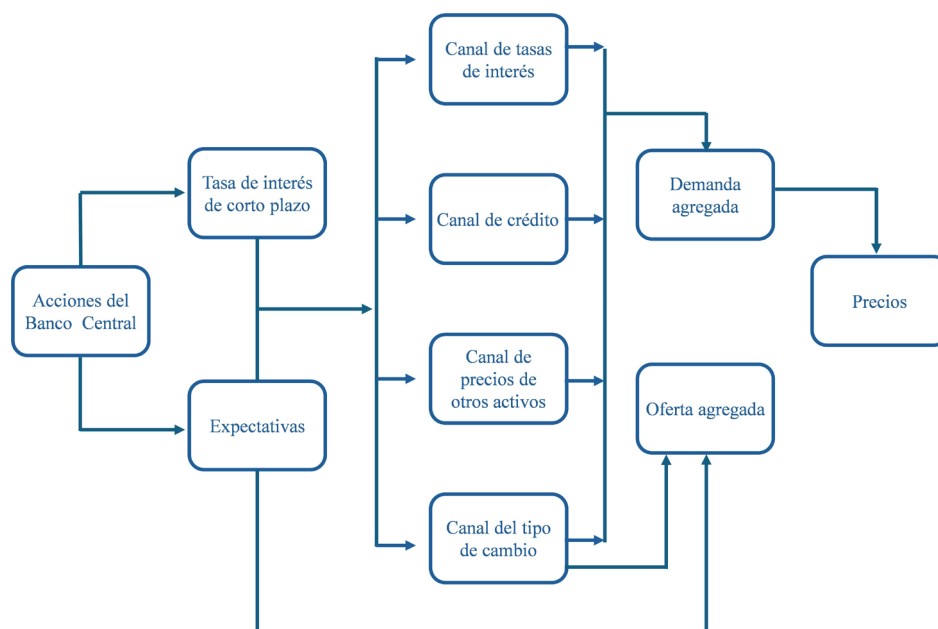 Canal de tasas
de interés
Tasa de interés
de corto plazo
Demanda
agregada
Canal de crédito
Acciones del
Banco Central
Precios
Canal de
precios de
otros activos
Expectativas
Oferta agregada
Canal del tipo
de cambio